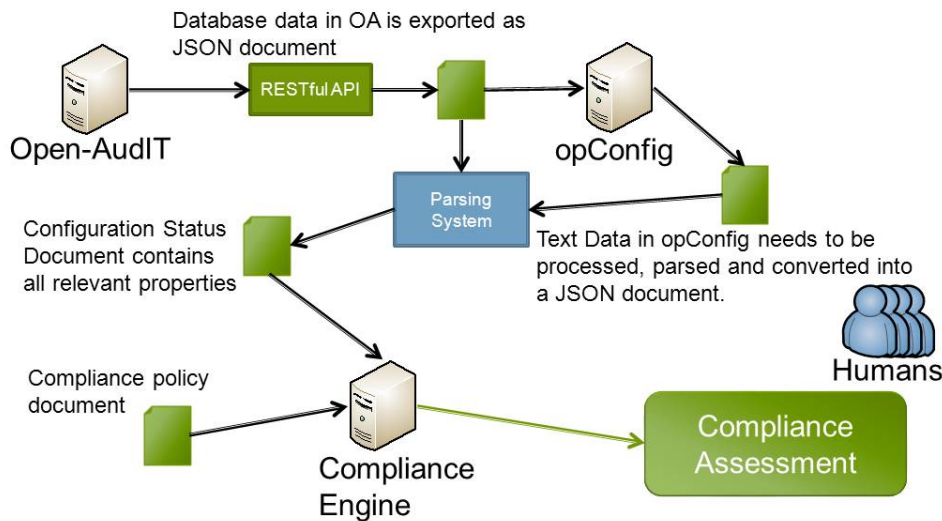 Database data in OA is exported as
JSON document
RESTful API
Open-AudIT
opConfig
Parsing
System
Configuration Status
Document contains
all relevant properties
Text Data in opConfig needs to be
processed, parsed and converted into
a JSON document.
Humans
Compliance policy
document
Compliance
Engine
Compliance
Assessment